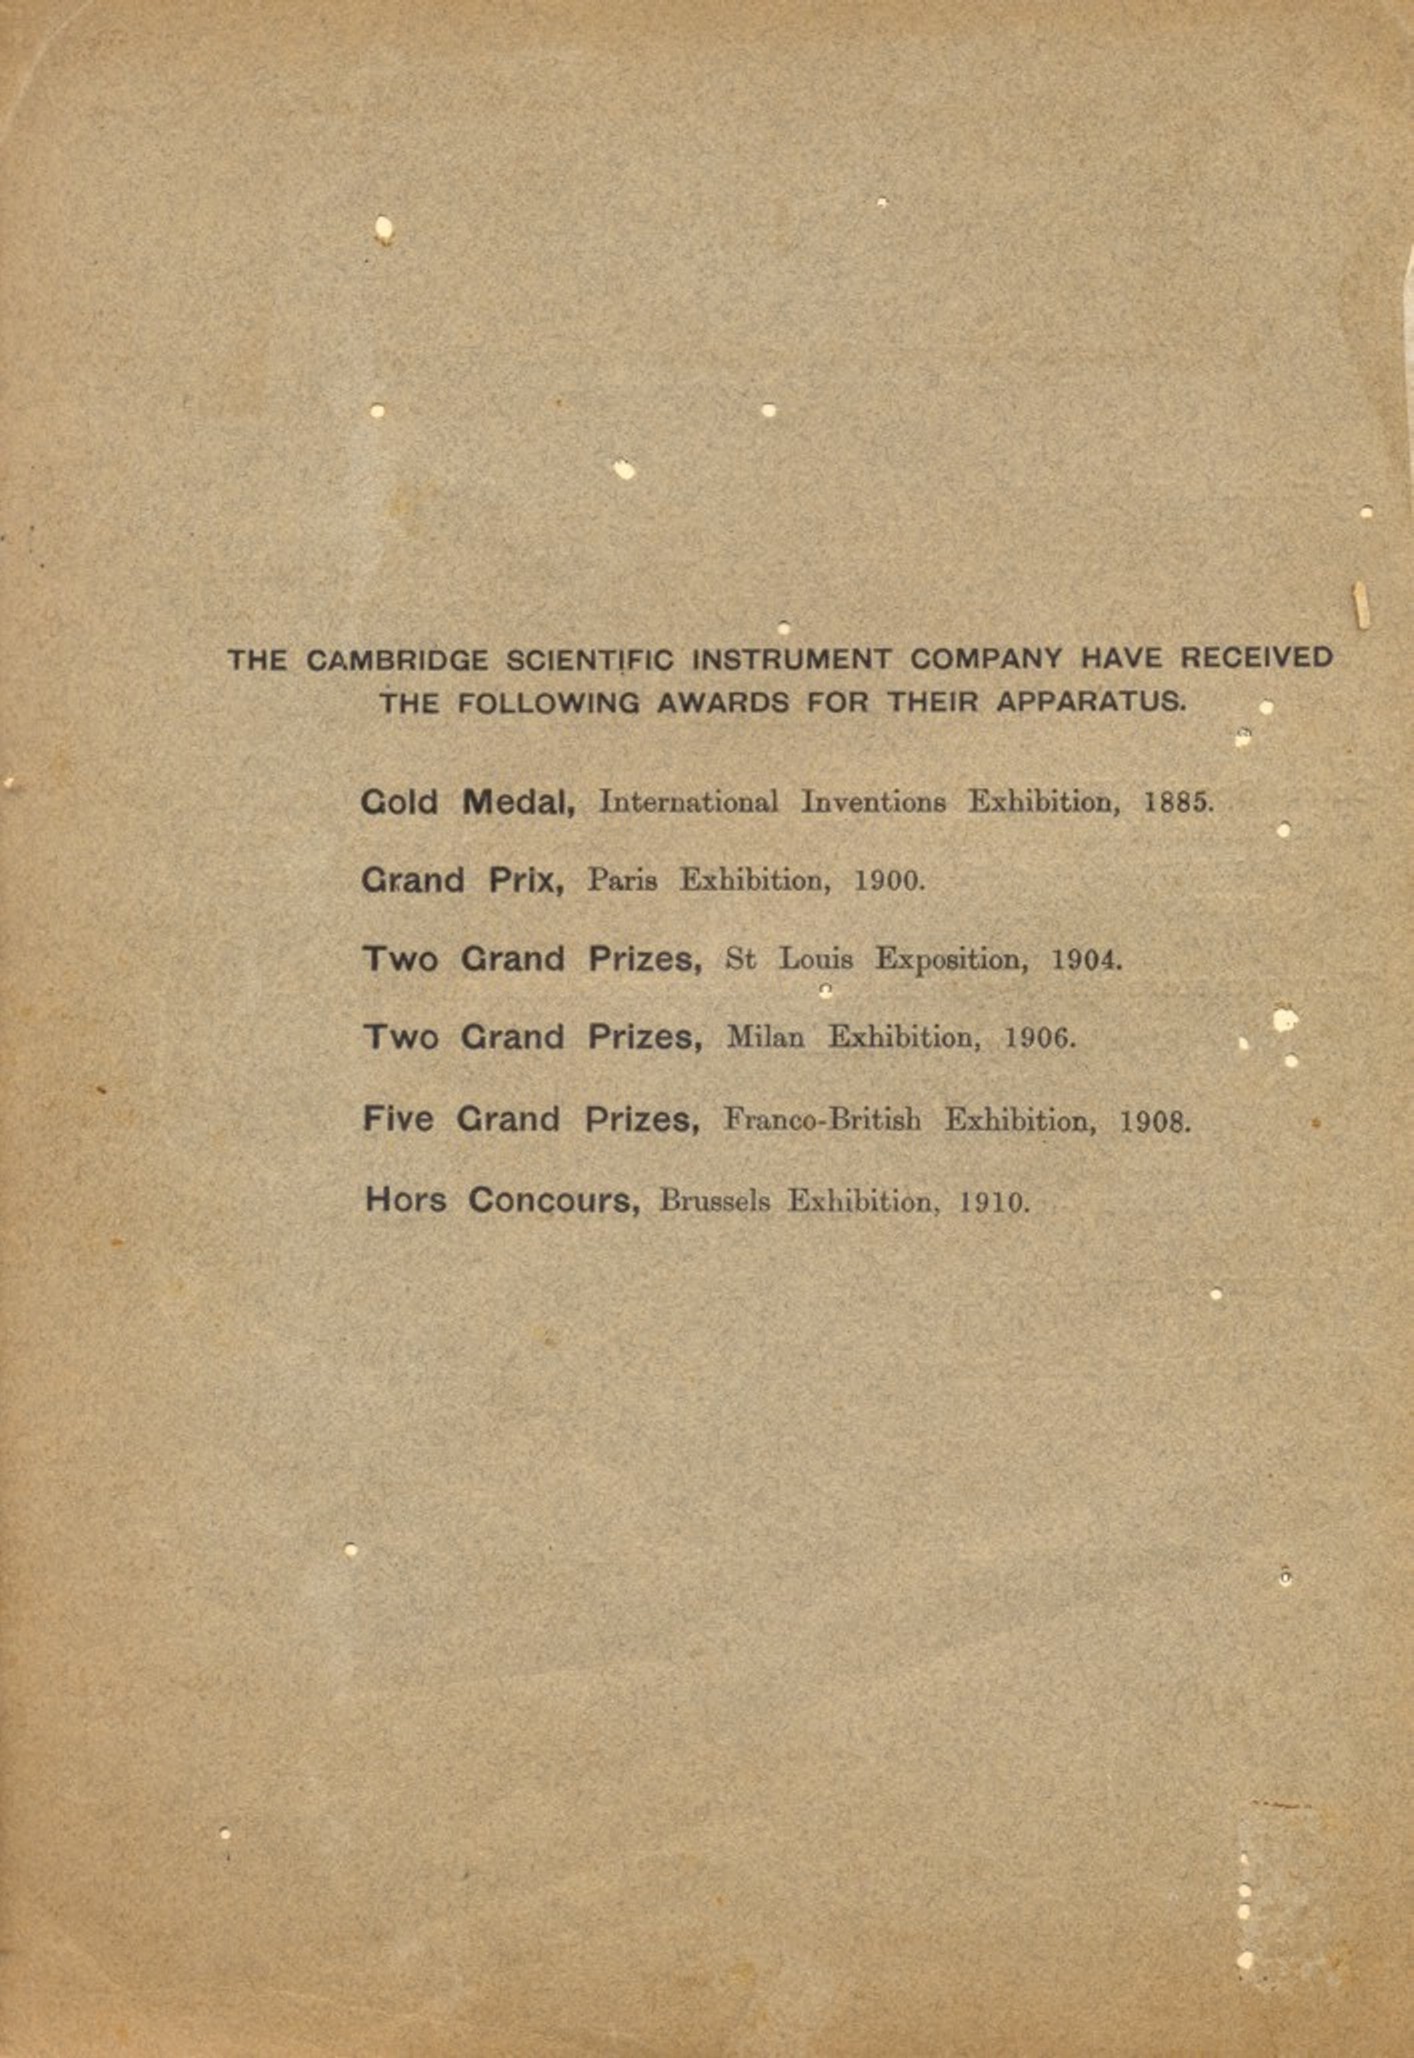 THE CAMBRIDGE SCIENTIFIC INSTRUMENT COMPANY HAVE RECEIVED
THE FOLLOWING AWARDS FOR THEIR APPARATUS.
Gold Medal, International Inventions Exhibition, 1885.
Grand Prix, Paris Exhibition, 1900.
Two Grand Prizes, St Louis Exposition, 1904.
Two Grand Prizes, Milan Exhibition, 1906.
Five Grand Prizes, Franco-British Exhibition, 1908.
Hors Concours, Brussels Exhibition, 1910.